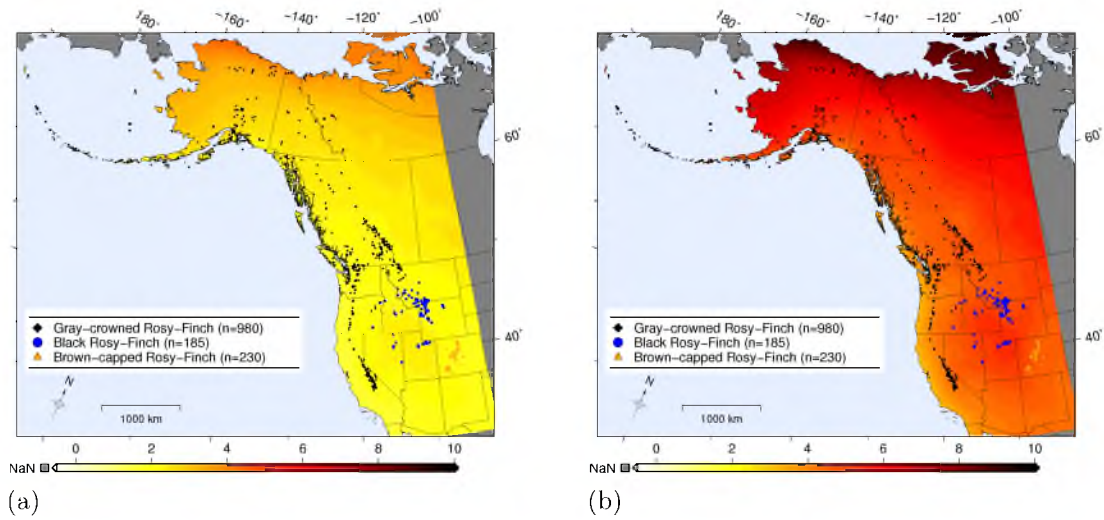 180° −160° −140° −120° −100°
60°
40°
Gray−crowned Rosy−Finch (n=980)
Black Rosy−Finch (n=185)
Brown−capped Rosy−Finch (n=230)
N
1000 km
0 2 4 6 8 10
NaN
(a)
180° −160° −140° −120° −100°
60°
40°
Gray−crowned Rosy−Finch (n=980)
Black Rosy−Finch (n=185)
Brown−capped Rosy−Finch (n=230)
N
1000 km
0 2 4 6 8 10
NaN
(b)